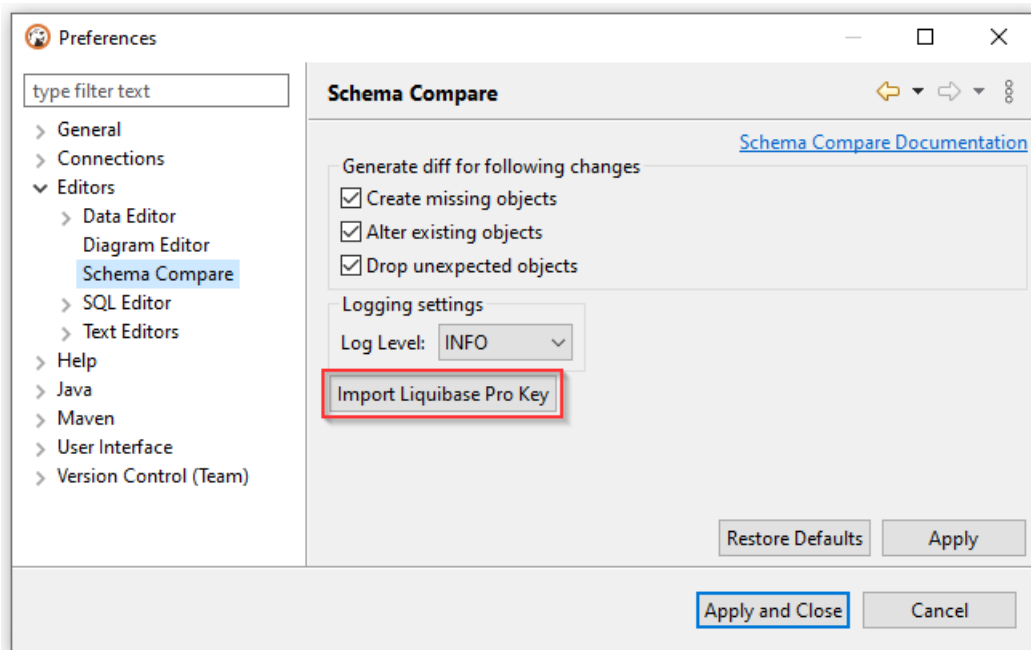 Preferences
type filter text
General
Connections
Editors
Data Editor
Diagram Editor
Schema Compare
SQL Editor
Text Editors
Help
Java
Maven
User Interface
Version Control (Team)
Schema Compare
Schema Compare Documentation
Generate diff for following changes
Create missing objects
Alter existing objects
Drop unexpected objects
Logging settings
Log Level: INFO
Import Liquibase Pro Key
Restore Defaults Apply
Apply and Close Cancel